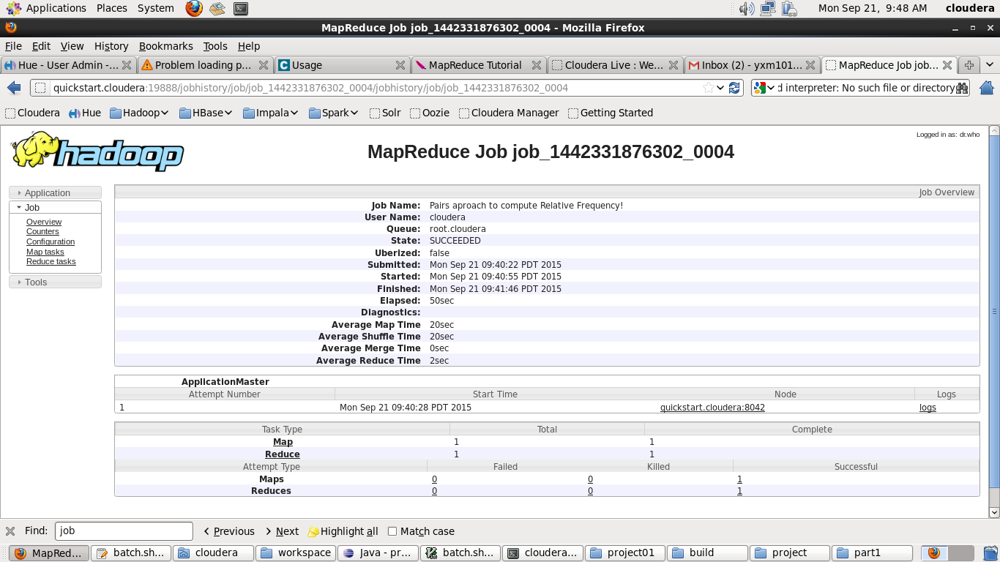 Applications Places System Mon Sep 21, 9:48 AM cloudera
MapReduce Job job_1442331876302_0004 - Mozilla Firefox
File Edit View History Bookmarks Tools Help
Hue - User Admin -... Problem loading p... Usage MapReduce Tutorial Cloudera Live : We... Inbox (2) - yxm101... MapReduce Job job...
quickstart.cloudera:19888/jobhistory/job/job_1442331876302_0004/jobhistory/job/job_1442331876302_0004 d interpreter: No such file or directory
Cloudera Hue Hadoop HBase Impala Spark Solr Oozie Cloudera Manager Getting Started
Logged in as: dr.who
hadoop
MapReduce Job job_1442331876302_0004
Application
Job
Overview
Counters
Configuration
Map tasks
Reduce tasks
Tools
Job Overview
Job Name: Pairs aproach to compute Relative Frequency!
User Name: cloudera
Queue: root.cloudera
State: SUCCEEDED
Uberized: false
Submitted: Mon Sep 21 09:40:22 PDT 2015
Started: Mon Sep 21 09:40:55 PDT 2015
Finished: Mon Sep 21 09:41:46 PDT 2015
Elapsed: 50sec
Diagnostics:
Average Map Time 20sec
Average Shuffle Time 20sec
Average Merge Time 0sec
Average Reduce Time 2sec
ApplicationMaster
Attempt Number Start Time Node Logs
1 Mon Sep 21 09:40:28 PDT 2015 quickstart.cloudera:8042 logs
Task Type Total Complete
Map 1 1
Reduce 1 1
Attempt Type Failed Killed Successful
Maps 0 0 1
Reduces 0 0 1
Find: job Previous Next Highlight all Match case
MapRed... batch.sh... cloudera workspace Java - pr... batch.sh... cloudera... project01 build project part1